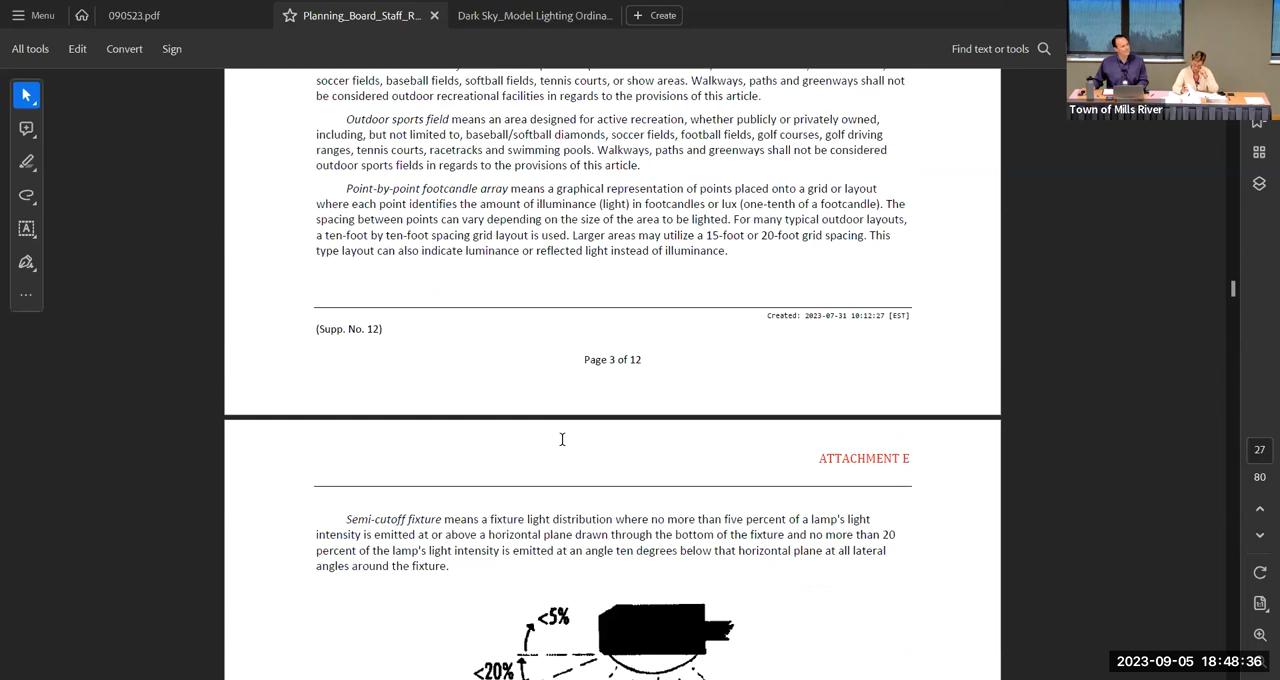 Menu
090523.pdf
Planning_Board_Staff_R...
Dark Sky_Model Lighting Ordina...
Create
All tools
Edit
Convert
Sign
Find text or tools
Town of Mills River
soccer fields, baseball fields, softball fields, tennis courts, or show areas. Walkways, paths and greenways shall not
be considered outdoor recreational facilities in regards to the provisions of this article.
Outdoor sports field means an area designed for active recreation, whether publicly or privately owned,
including, but not limited to, baseball/softball diamonds, soccer fields, football fields, golf courses, golf driving
ranges, tennis courts, racetracks and swimming pools. Walkways, paths and greenways shall not be considered
outdoor sports fields in regards to the provisions of this article.
Point-by-point footcandle array means a graphical representation of points placed onto a grid or layout
where each point identifies the amount of illuminance (light) in footcandles or lux (one-tenth of a footcandle). The
spacing between points can vary depending on the size of the area to be lighted. For many typical outdoor layouts,
a ten-foot by ten-foot spacing grid layout is used. Larger areas may utilize a 15-foot or 20-foot grid spacing. This
type layout can also indicate luminance or reflected light instead of illuminance.
Created: 2023-07-31 10:12:27 [EST]
(Supp. No. 12)
Page 3 of 12
ATTACHMENT E
27
80
Semi-cutoff fixture means a fixture light distribution where no more than five percent of a lamp's light
intensity is emitted at or above a horizontal plane drawn through the bottom of the fixture and no more than 20
percent of the lamp's light intensity is emitted at an angle ten degrees below that horizontal plane at all lateral
angles around the fixture.
<5%
<20%
2023-09-05 18:48:36